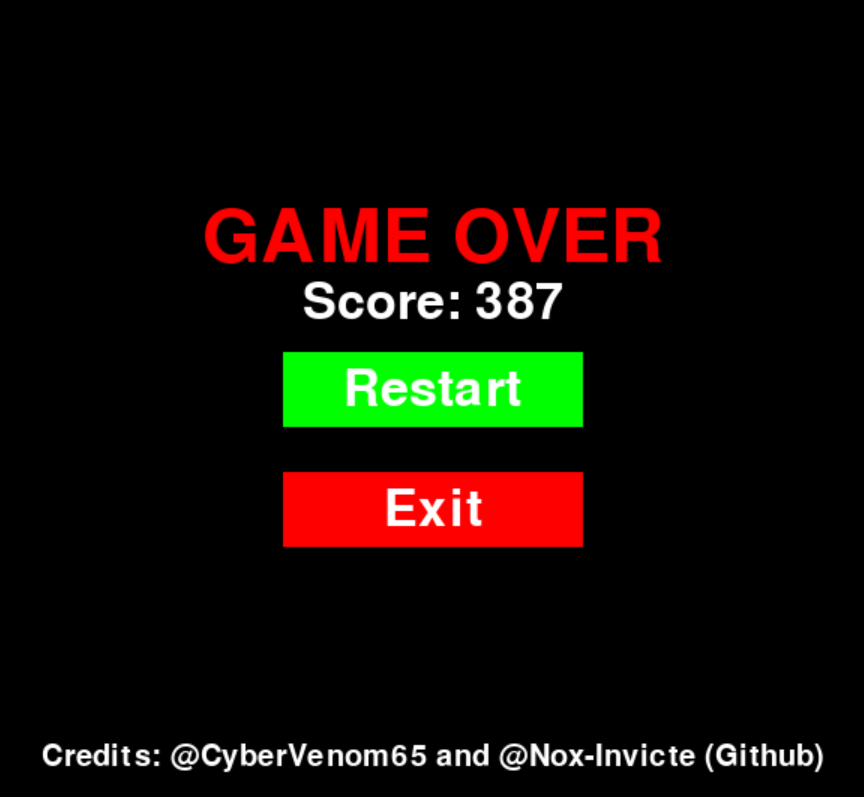 GAME OVER
Score: 387
Restart
Exit
Credits: @CyberVenom65 and @Nox-Invicte (Github)